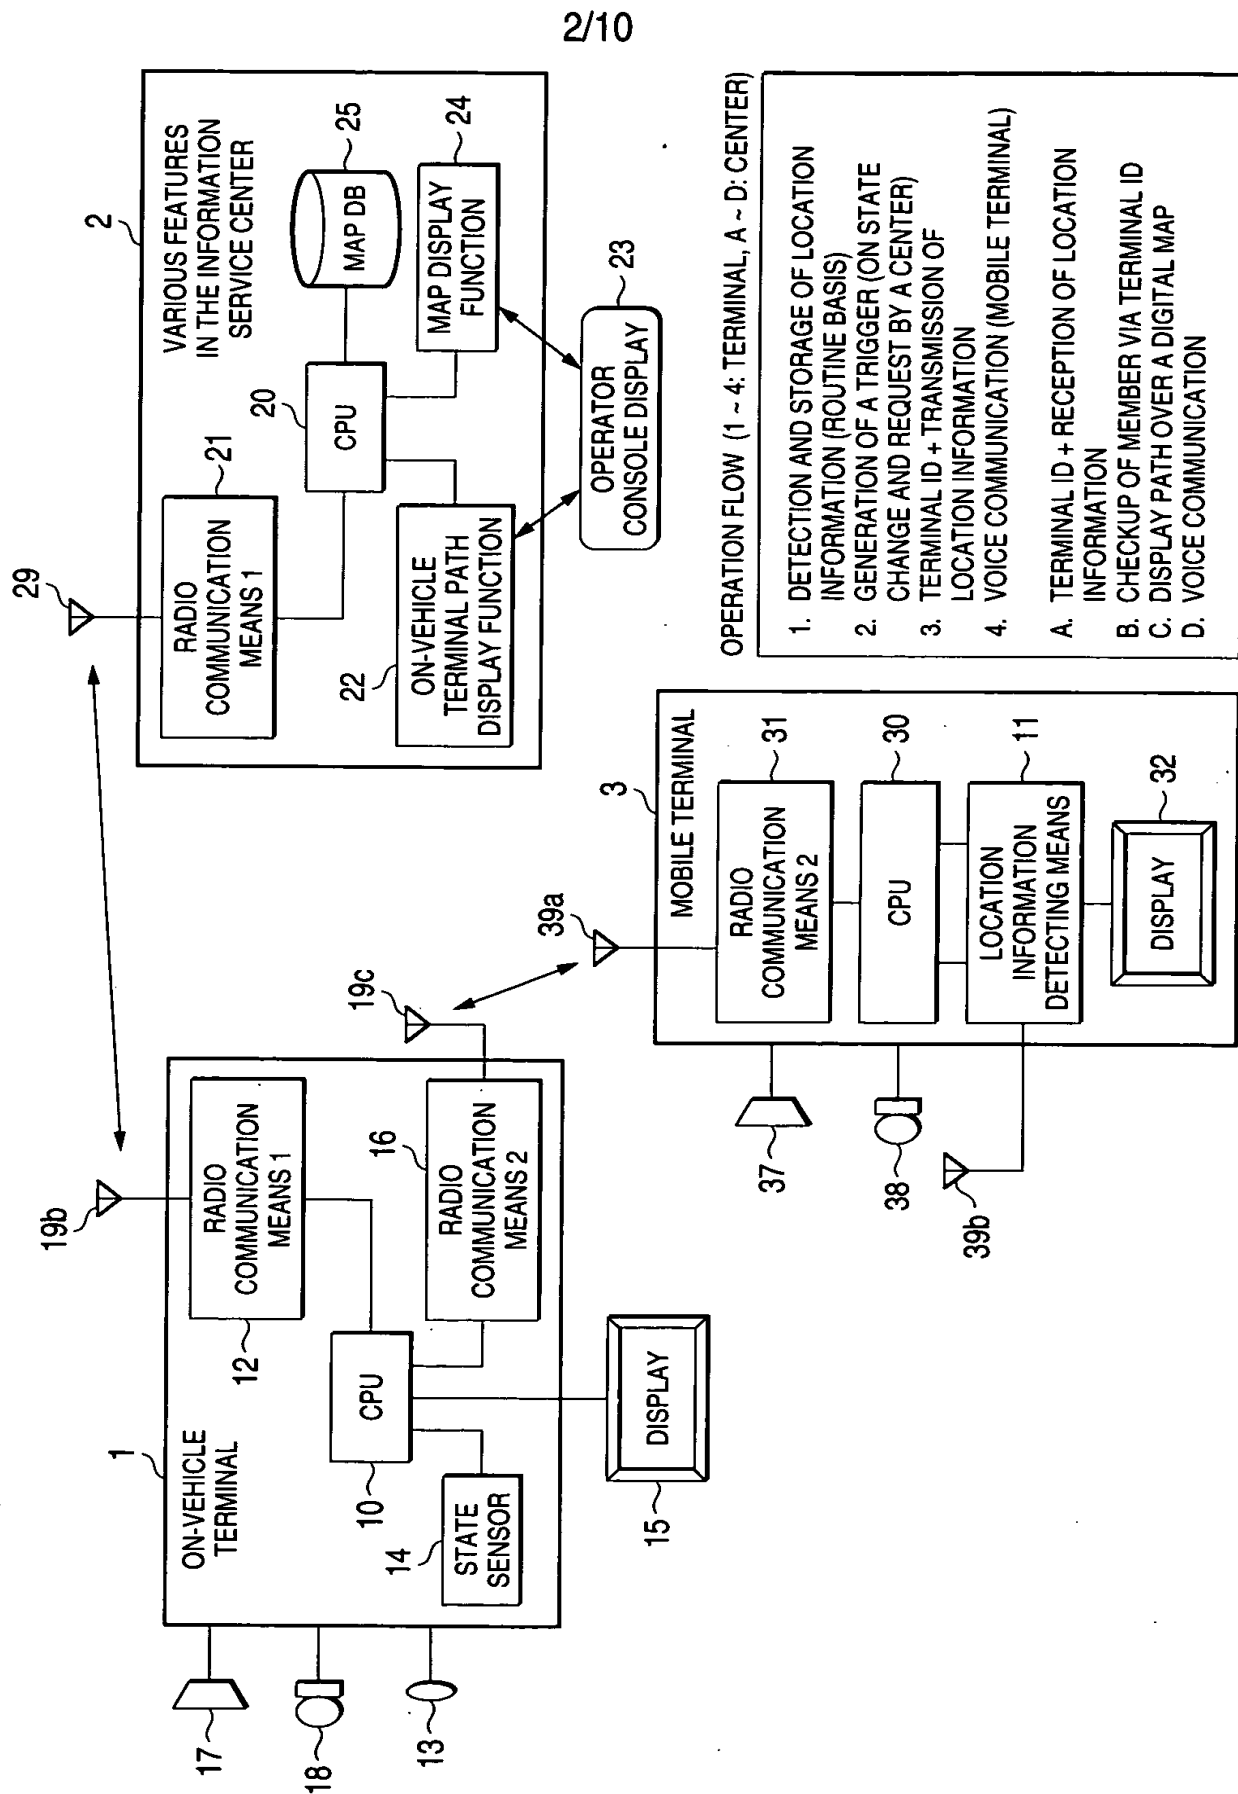 2/10
1
ON-VEHICLE
TERMINAL
19b
RADIO
COMMUNICATION
MEANS 1
12
CPU
10
14
STATE
SENSOR
16
RADIO
COMMUNICATION
MEANS 2
19c
DISPLAY
15
17
18
13
29
2
VARIOUS FEATURES
IN THE INFORMATION
SERVICE CENTER
RADIO
COMMUNICATION
MEANS 1
21
20
CPU
MAP DB
25
22
ON-VEHICLE
TERMINAL PATH
DISPLAY FUNCTION
MAP DISPLAY
FUNCTION
24
OPERATOR
CONSOLE DISPLAY
23
39a
3
MOBILE TERMINAL
RADIO
COMMUNICATION
MEANS 2
31
CPU
30
LOCATION
INFORMATION
DETECTING MEANS
11
DISPLAY
32
37
38
39b
OPERATION FLOW (1 ~ 4: TERMINAL, A ~ D: CENTER)
1. DETECTION AND STORAGE OF LOCATION
INFORMATION (ROUTINE BASIS)
2. GENERATION OF A TRIGGER (ON STATE
CHANGE AND REQUEST BY A CENTER)
3. TERMINAL ID + TRANSMISSION OF
LOCATION INFORMATION
4. VOICE COMMUNICATION (MOBILE TERMINAL)
A. TERMINAL ID + RECEPTION OF LOCATION
INFORMATION
B. CHECKUP OF MEMBER VIA TERMINAL ID
C. DISPLAY PATH OVER A DIGITAL MAP
D. VOICE COMMUNICATION